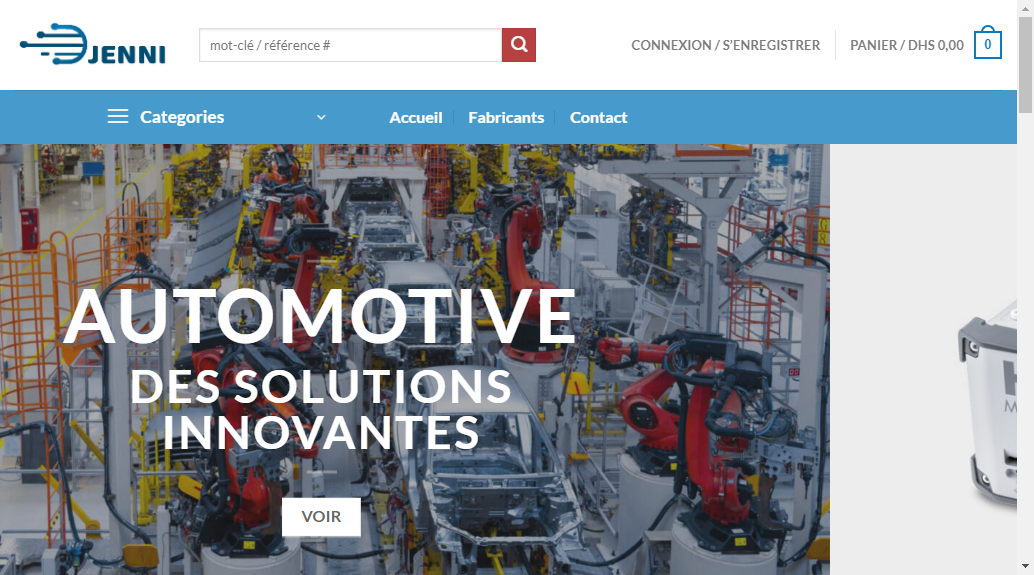 JENNI
mot-clé / référence #
CONNEXION / S'ENREGISTRER
PANIER / DHS 0,00
0
Categories
Accueil
Fabricants
Contact
AUTOMOTIVE
DES SOLUTIONS
INNOVANTES
VOIR